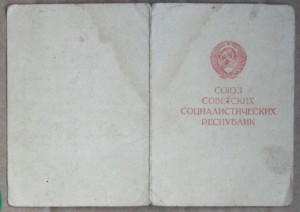 СОЮЗ
СОВЕТСКИХ
СОЦИАЛИСТИЧЕСКИХ
РЕСПУБЛИК